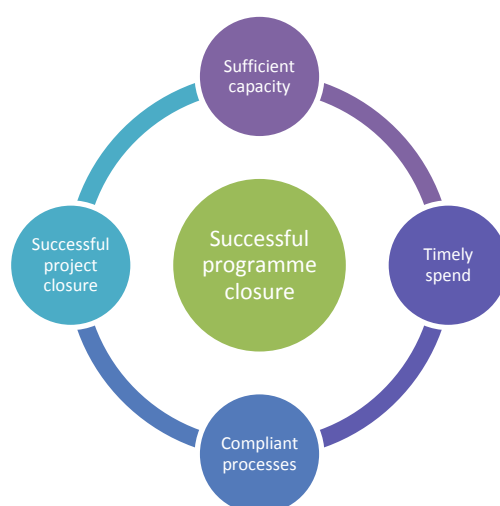 Sufficient
capacity
Successful
project
closure
Successful
programme
closure
Timely
spend
Compliant
processes